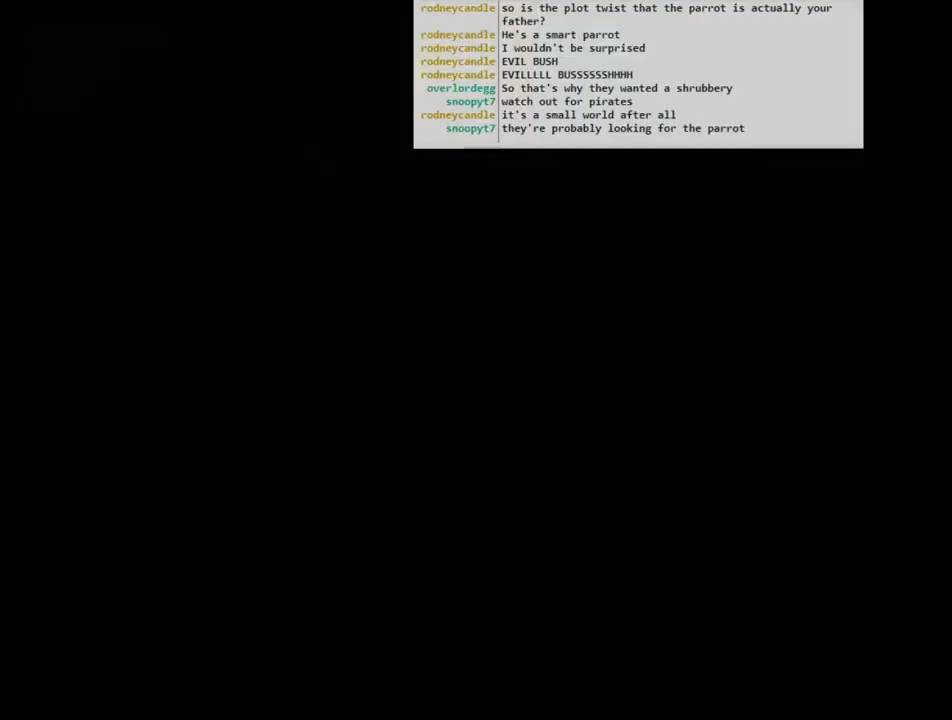 rodneycandle so is the plot twist that the parrot is actually your
father?
rodneycandle He's a smart parrot
rodneycandle I wouldn't be surprised
rodneycandle EVIL BUSH
rodneycandle EVILLLLL BUSSSSSSHHHH
overlordegg So that's why they wanted a shrubbery
snoopyt7 watch out for pirates
rodneycandle it's a small world after all
snoopyt7 they're probably looking for the parrot